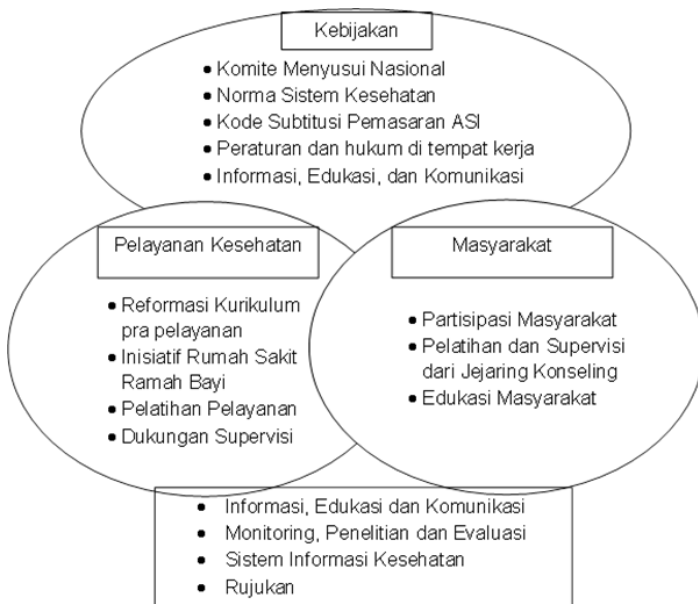 Kebijakan
• Komite Menyusui Nasional
• Norma Sistem Kesehatan
• Kode Subtitusi Pemasaran ASI
• Peraturan dan hukum di tempat kerja
• Informasi, Edukasi, dan Komunikasi
Pelayanan Kesehatan
• Reformasi Kurikulum
pra pelayanan
• Inisiatif Rumah Sakit
Ramah Bayi
• Pelatihan Pelayanan
• Dukungan Supervisi
Masyarakat
• Partisipasi Masyarakat
• Pelatihan dan Supervisi
dari Jejaring Konseling
• Edukasi Masyarakat
• Informasi, Edukasi dan Komunikasi
• Monitoring, Penelitian dan Evaluasi
• Sistem Informasi Kesehatan
• Rujukan